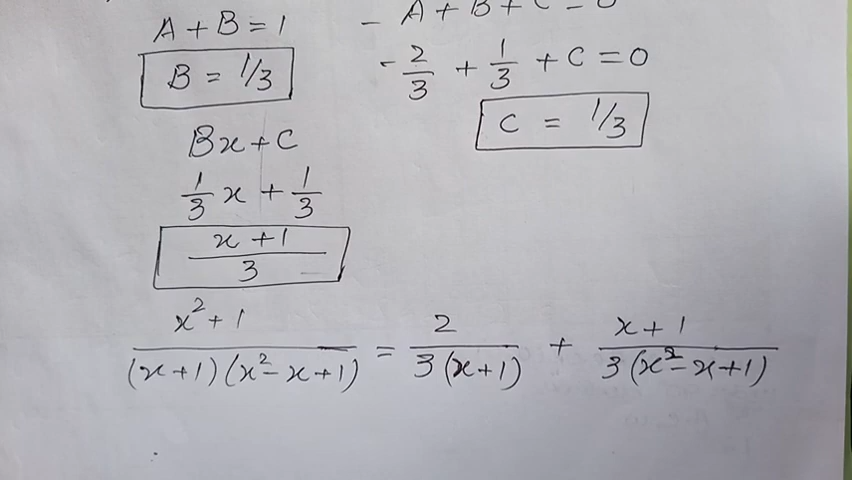 A + B = 1
- A + B + C = 0
B = 1/3
- 2/3 + 1/3 + C = 0
C = 1/3
Bx + C
1/3 x + 1/3
x + 1 / 3
x² + 1 / (x + 1)(x² - x + 1) = 2 / 3(x + 1) + x + 1 / 3(x² - x + 1)